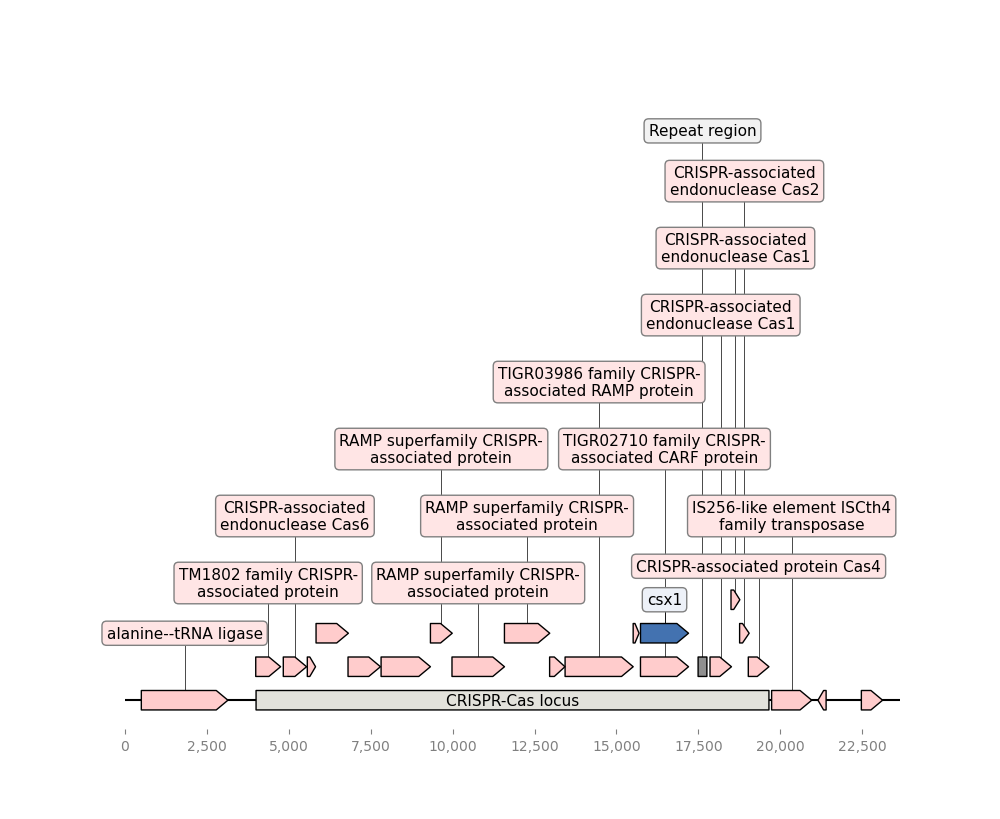 Repeat region
CRISPR-associated
endonuclease Cas2
CRISPR-associated
endonuclease Cas1
CRISPR-associated
endonuclease Cas1
TIGR03986 family CRISPR-
associated RAMP protein
RAMP superfamily CRISPR-
associated protein
TIGR02710 family CRISPR-
associated CARF protein
CRISPR-associated
endonuclease Cas6
RAMP superfamily CRISPR-
associated protein
IS256-like element ISCth4
family transposase
CRISPR-associated protein Cas4
TM1802 family CRISPR-
associated protein
RAMP superfamily CRISPR-
associated protein
csx1
alanine--tRNA ligase
CRISPR-Cas locus
0 2,500 5,000 7,500 10,000 12,500 15,000 17,500 20,000 22,500